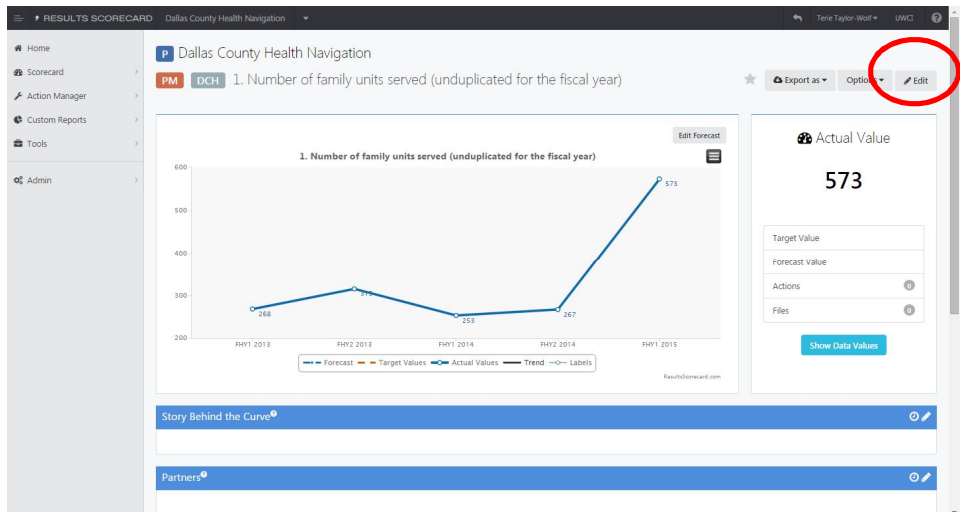 RESULTS SCORECARD Dallas County Health Navigation Terie Taylor-Wolf UWCI ?
Home
Scorecard
Action Manager
Custom Reports
Tools
Admin
P Dallas County Health Navigation
PM DCH 1. Number of family units served (unduplicated for the fiscal year)
Export as Options Edit
Edit Forecast
1. Number of family units served (unduplicated for the fiscal year)
600
500
400
300
200
268
253
267
573
FHY1 2013 FHY2 2013 FHY1 2014 FHY2 2014 FHY1 2015
Forecast Target Values Actual Values Trend Labels
ResultsScorecard.com
Actual Value
573
Target Value
Forecast Value
Actions 0
Files 0
Show Data Values
Story Behind the Curve?
Partners?